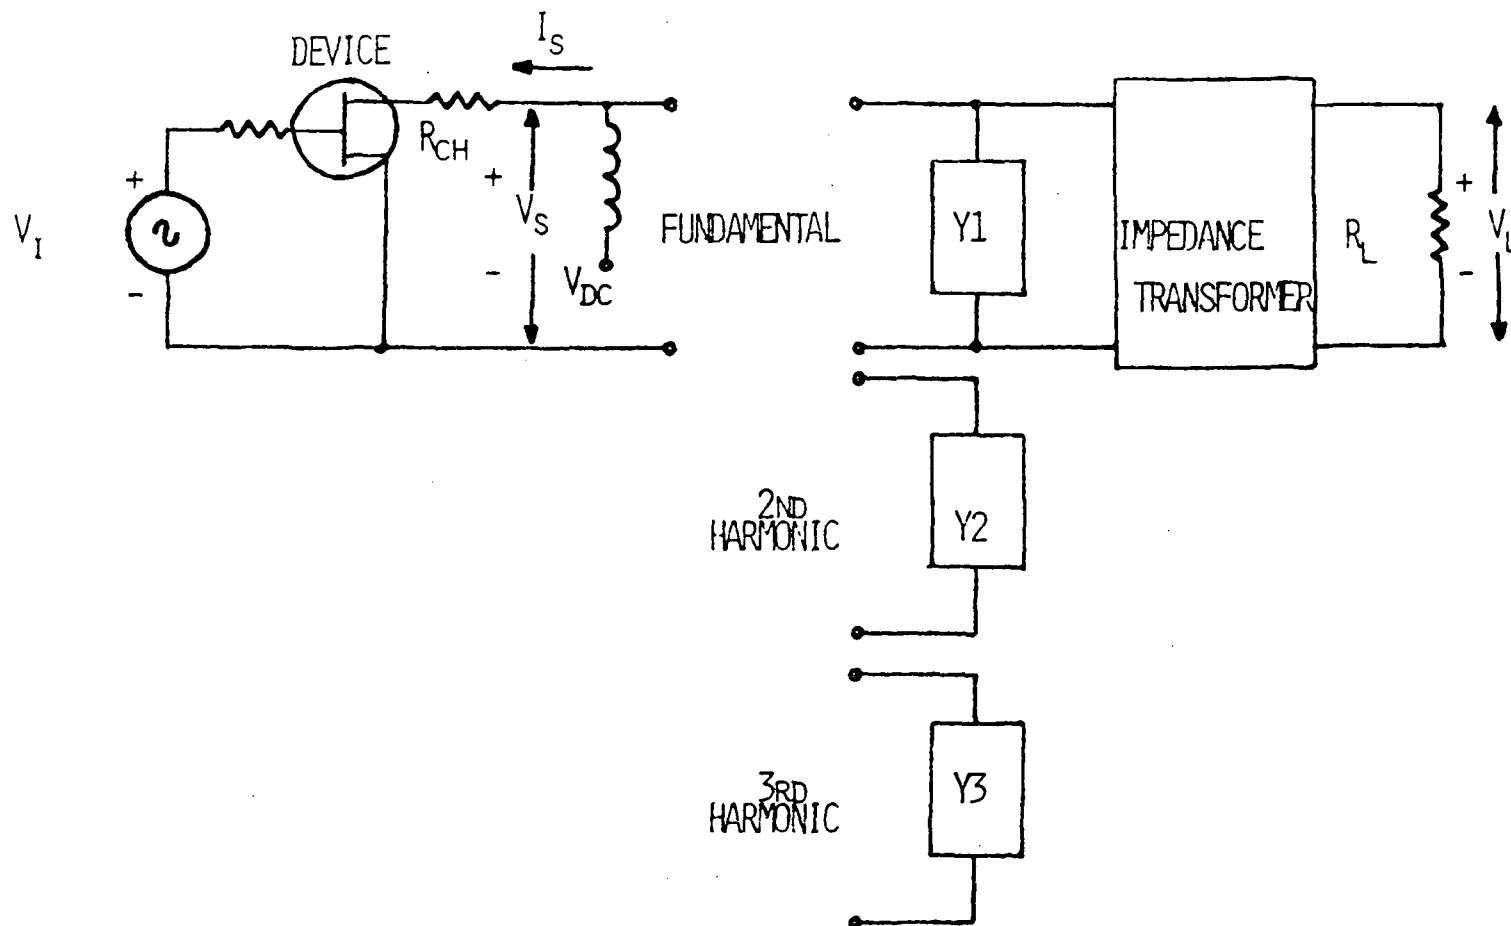 DEVICE
I_S
R_CH
+
V_I
-
+
V_S
-
V_DC
FUNDAMENTAL
Y1
IMPEDANCE
TRANSFORMER
R_L
+
V_L
-
2ND
HARMONIC
Y2
3RD
HARMONIC
Y3